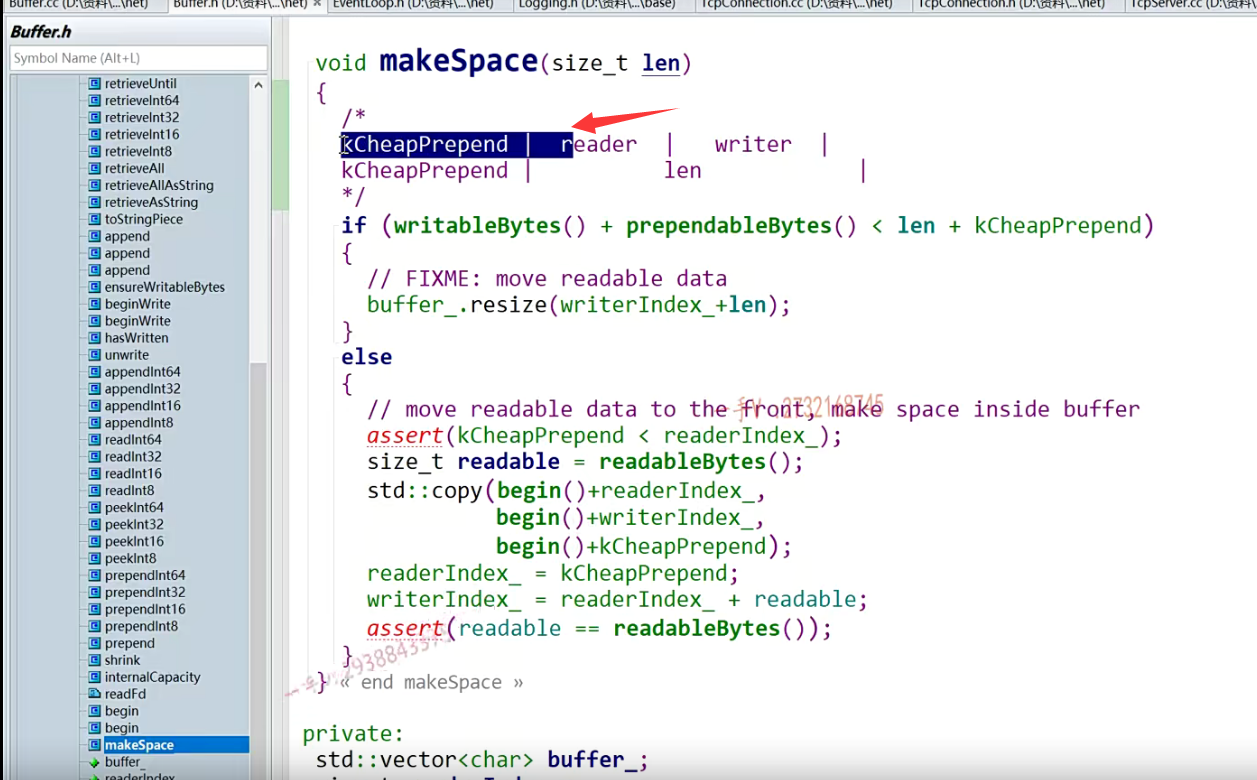 Buffer.cc (D:\资料\...\net) Buffer.h (D:\资料\...\net) × EventLoop.h (D:\资料\...\net) Logging.h (D:\资料\...\base) TcpConnection.cc (D:\资料\...\net) TcpConnection.h (D:\资料\...\net) TcpServer.cc (D:\资料\
Buffer.h
Symbol Name (Alt+L)
retrieveUntil
retrieveInt64
retrieveInt32
retrieveInt16
retrieveInt8
retrieveAll
retrieveAllAsString
retrieveAsString
toStringPiece
append
append
append
ensureWritableBytes
beginWrite
beginWrite
hasWritten
unwrite
appendInt64
appendInt32
appendInt16
appendInt8
readInt64
readInt32
readInt16
readInt8
peekInt64
peekInt32
peekInt16
peekInt8
prependInt64
prependInt32
prependInt16
prependInt8
prepend
shrink
internalCapacity
readFd
begin
begin
makeSpace
buffer_
void makeSpace(size_t len)
{
/*
kCheapPrepend | reader | writer |
kCheapPrepend | len |
*/
if (writableBytes() + prependableBytes() < len + kCheapPrepend)
{
// FIXME: move readable data
buffer_.resize(writerIndex_+len);
}
else
{
// move readable data to the front, make space inside buffer
assert(kCheapPrepend < readerIndex_);
size_t readable = readableBytes();
std::copy(begin()+readerIndex_,
begin()+writerIndex_,
begin()+kCheapPrepend);
readerIndex_ = kCheapPrepend;
writerIndex_ = readerIndex_ + readable;
assert(readable == readableBytes());
}
} « end makeSpace »
private:
std::vector<char> buffer_;